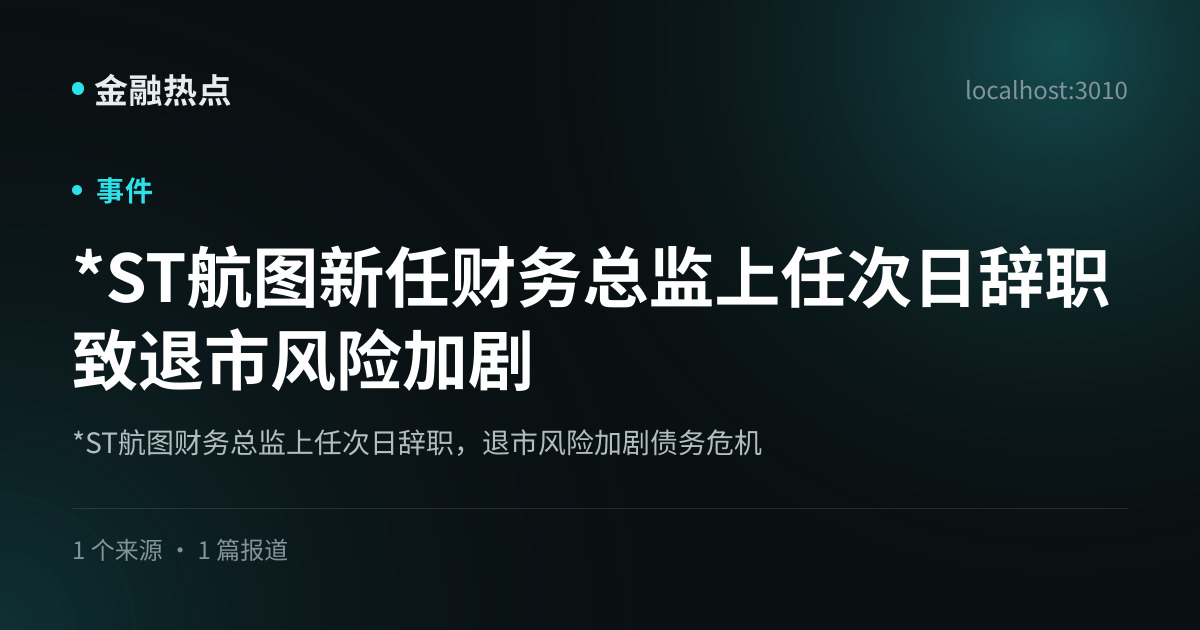 金融热点
localhost:3010
事件
*ST航图新任财务总监上任次日辞职
致退市风险加剧
*ST航图财务总监上任次日辞职，退市风险加剧债务危机
1 个来源 · 1 篇报道